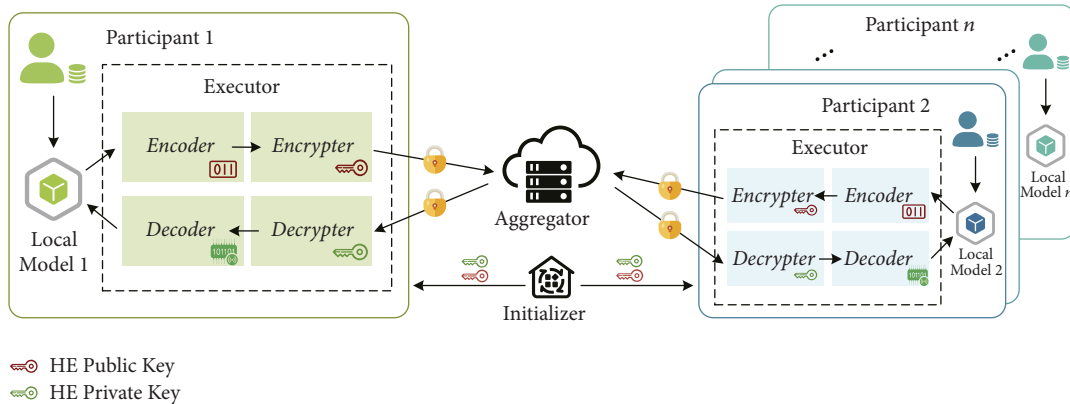 Participant 1
Executor
Encoder
Encrypter
011
Decoder
Decrypter
101101
Local
Model 1
Aggregator
Initializer
Participant n
Local
Model n
Participant 2
Executor
Encrypter
Encoder
011
Decrypter
Decoder
Local
Model 2
HE Public Key
HE Private Key